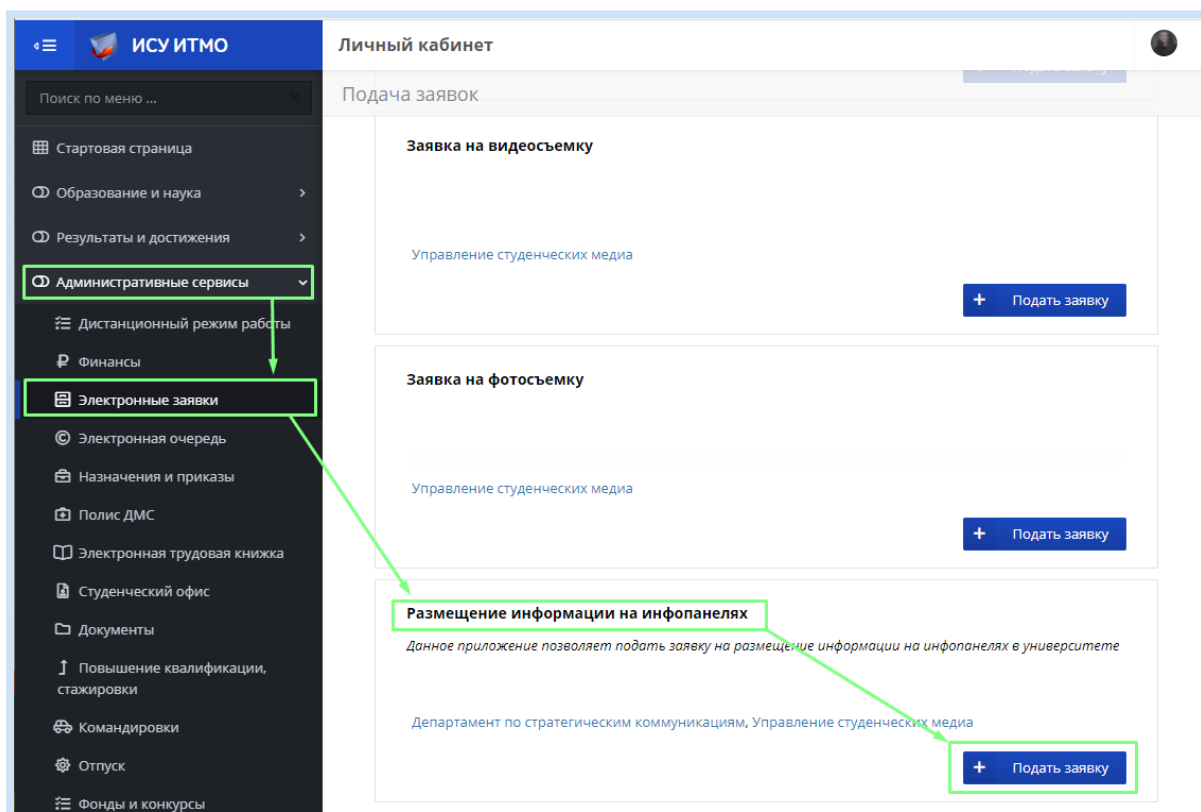 ИСУ ИТМО
Личный кабинет
Поиск по меню ...
Подача заявок
Стартовая страница
Образование и наука
Результаты и достижения
Административные сервисы
Дистанционный режим работы
Финансы
Электронные заявки
Электронная очередь
Назначения и приказы
Полис ДМС
Электронная трудовая книжка
Студенческий офис
Документы
Повышение квалификации,
стажировки
Командировки
Отпуск
Фонды и конкурсы
Заявка на видеосъемку
Управление студенческих медиа
+ Подать заявку
Заявка на фотосъемку
Управление студенческих медиа
+ Подать заявку
Размещение информации на инфопанелях
Данное приложение позволяет подать заявку на размещение информации на инфопанелях в университете
Департамент по стратегическим коммуникациям, Управление студенческих медиа
+ Подать заявку